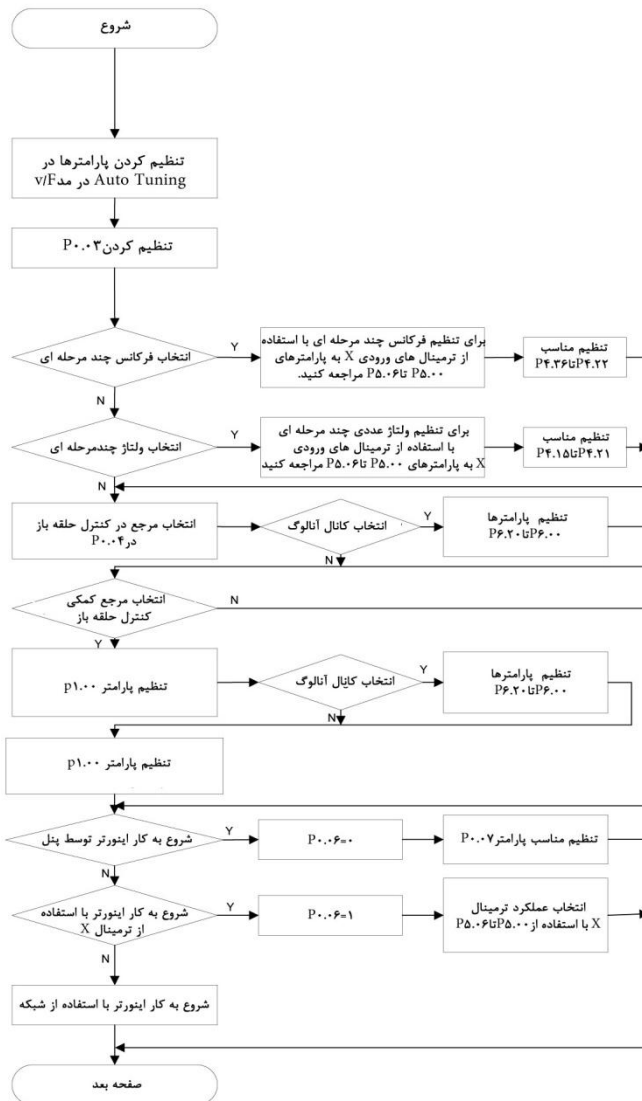 شروع
تنظیم کردن پارامترها در
Auto Tuning در مد v/F
تنظیم کردن P۰.۰۳
انتخاب فرکانس چند مرحله ای
Y
برای تنظیم فرکانس چند مرحله ای با استفاده
از ترمینال های ورودی X به پارامترهای
P۵.۰۰ تا P۵.۰۶ مراجعه کنید.
تنظیم مناسب
P۴.۲۲ تا P۴.۳۶
N
انتخاب ولتاژ چندمرحله ای
Y
برای تنظیم ولتاژ عددی چند مرحله ای
با استفاده از ترمینال های ورودی
X به پارامترهای P۵.۰۰ تا P۵.۰۶ مراجعه کنید
تنظیم مناسب
P۴.۲۱ تا P۴.۱۵
N
انتخاب مرجع در کنترل حلقه باز
در P۰.۰۴
انتخاب کانال آنالوگ
Y
تنظیم پارامترها
P۶.۰۰ تا P۶.۲۰
N
انتخاب مرجع کمکی
کنترل حلقه باز
N
Y
تنظیم پارامتر p۱.۰۰
انتخاب کانال آنالوگ
Y
تنظیم پارامترها
P۶.۰۰ تا P۶.۲۰
N
تنظیم پارامتر p۱.۰۰
شروع به کار اینورتر توسط پنل
Y
P۰.۰۶=۰
تنظیم مناسب پارامتر P۰.۰۷
N
شروع به کار اینورتر با استفاده
از ترمینال X
Y
P۰.۰۶=۱
انتخاب عملکرد ترمینال
X با استفاده از P۵.۰۰ تا P۵.۰۶
N
شروع به کار اینورتر با استفاده از شبکه
صفحه بعد